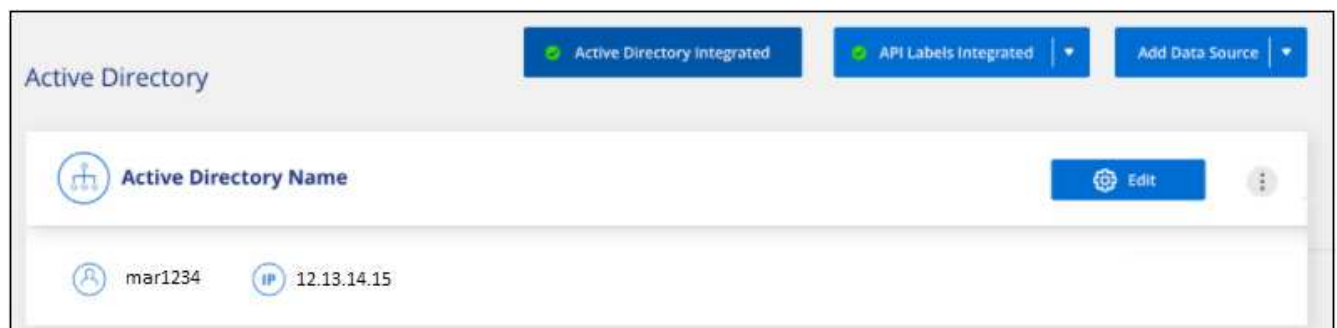 Active Directory Integrated
API Labels Integrated
Add Data Source
Active Directory
Active Directory Name
Edit
mar1234
IP
12.13.14.15